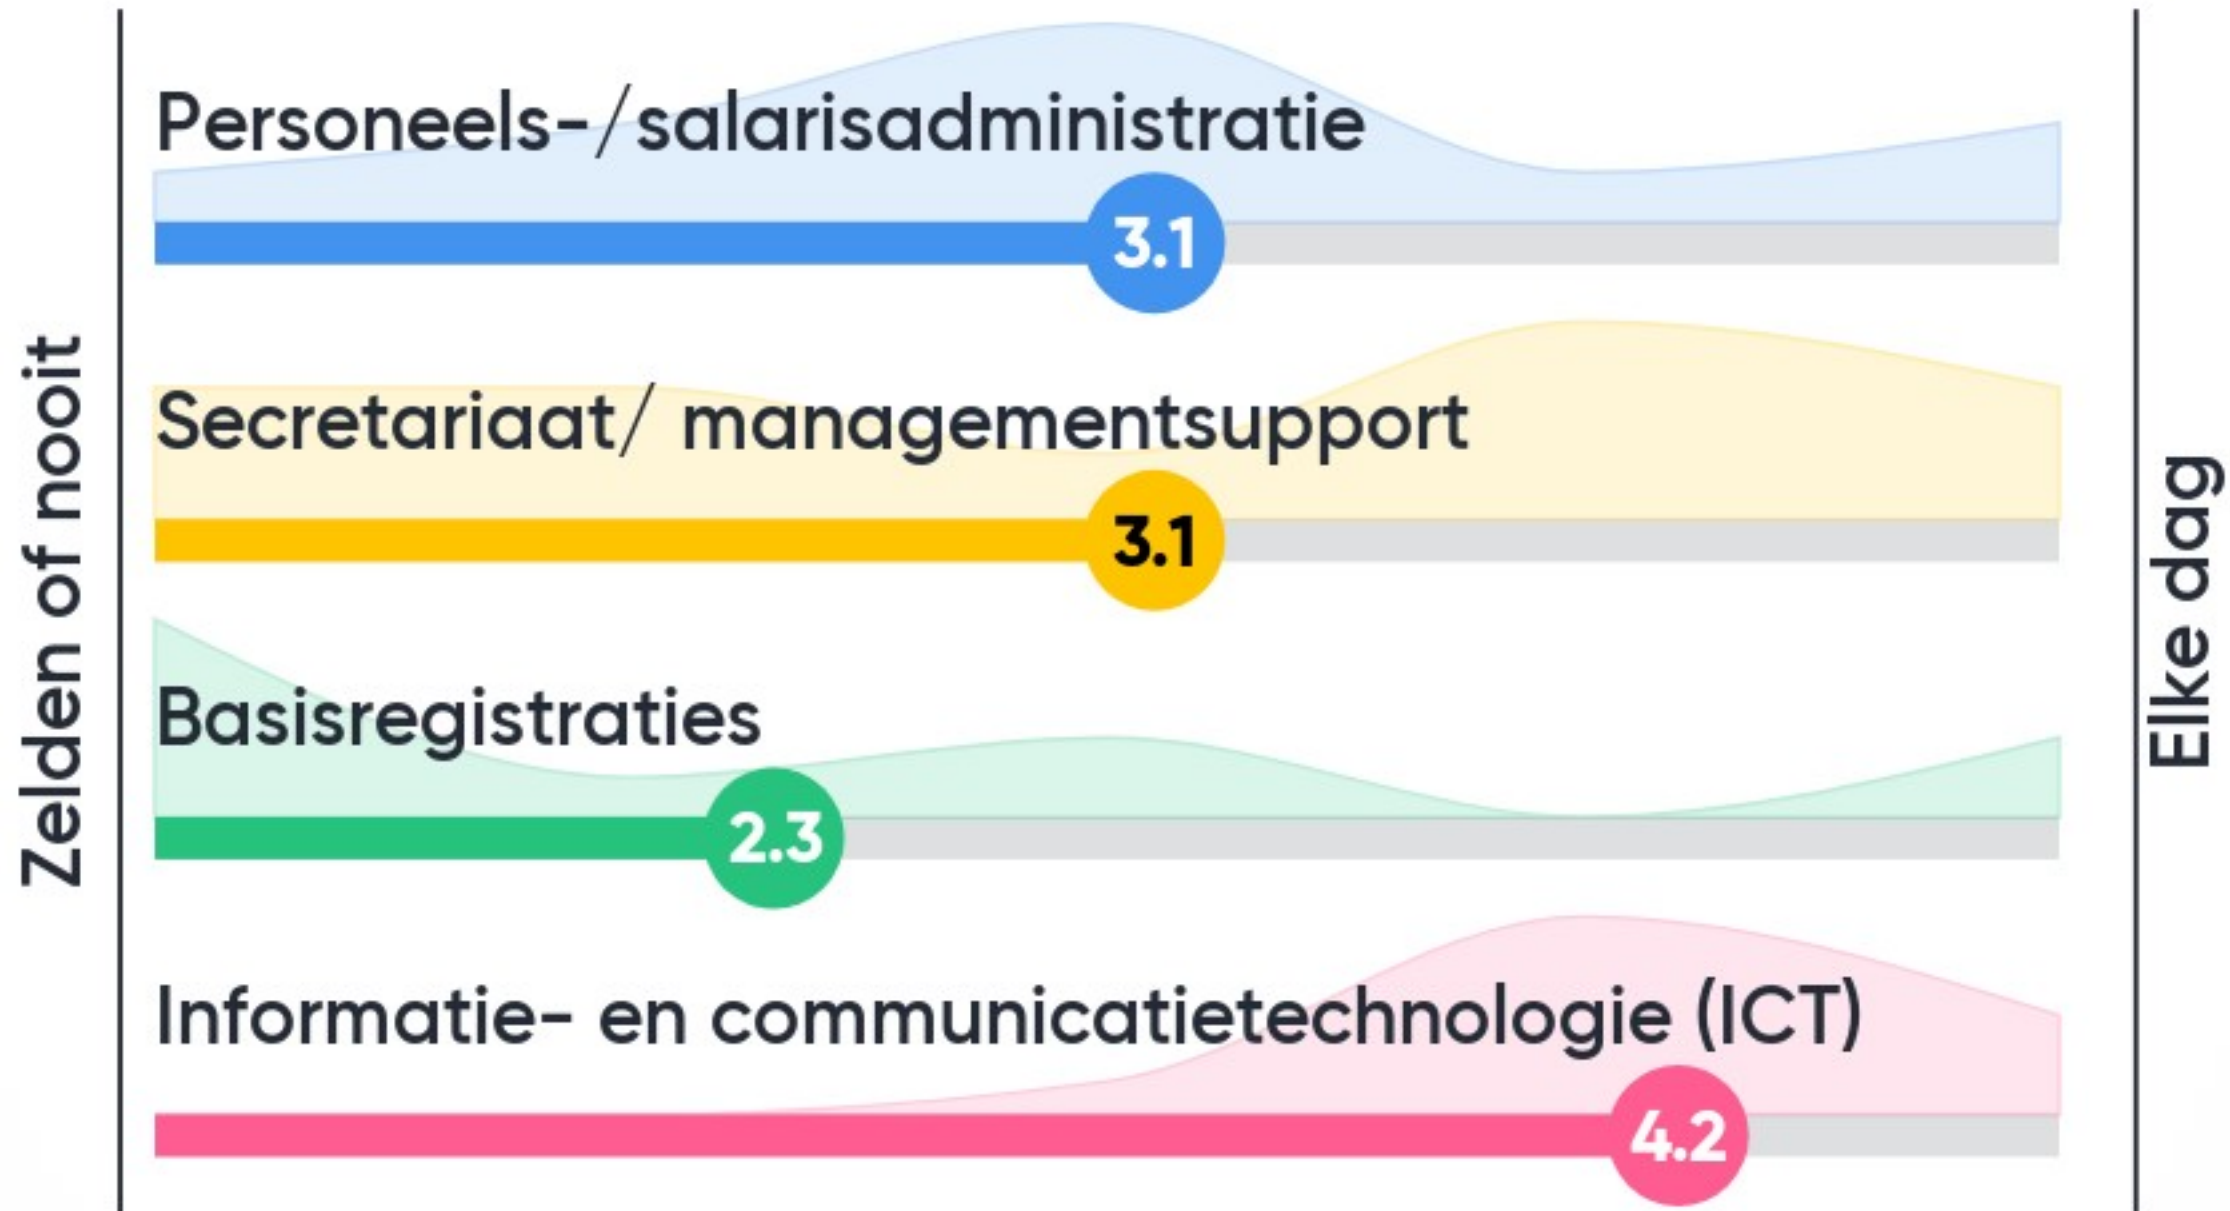 Zelden of nooit
Personeels-/salarisadministratie
3.1
Secretariaat/ managementsupport
3.1
Basisregistraties
2.3
Informatie- en communicatietechnologie (ICT)
4.2
Elke dag